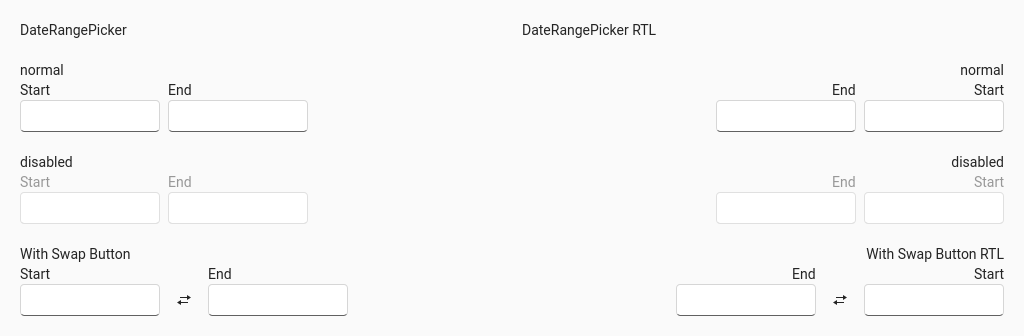 DateRangePicker
normal
Start End
disabled
Start End
With Swap Button
Start End
DateRangePicker RTL
normal
End Start
disabled
End Start
With Swap Button RTL
End Start